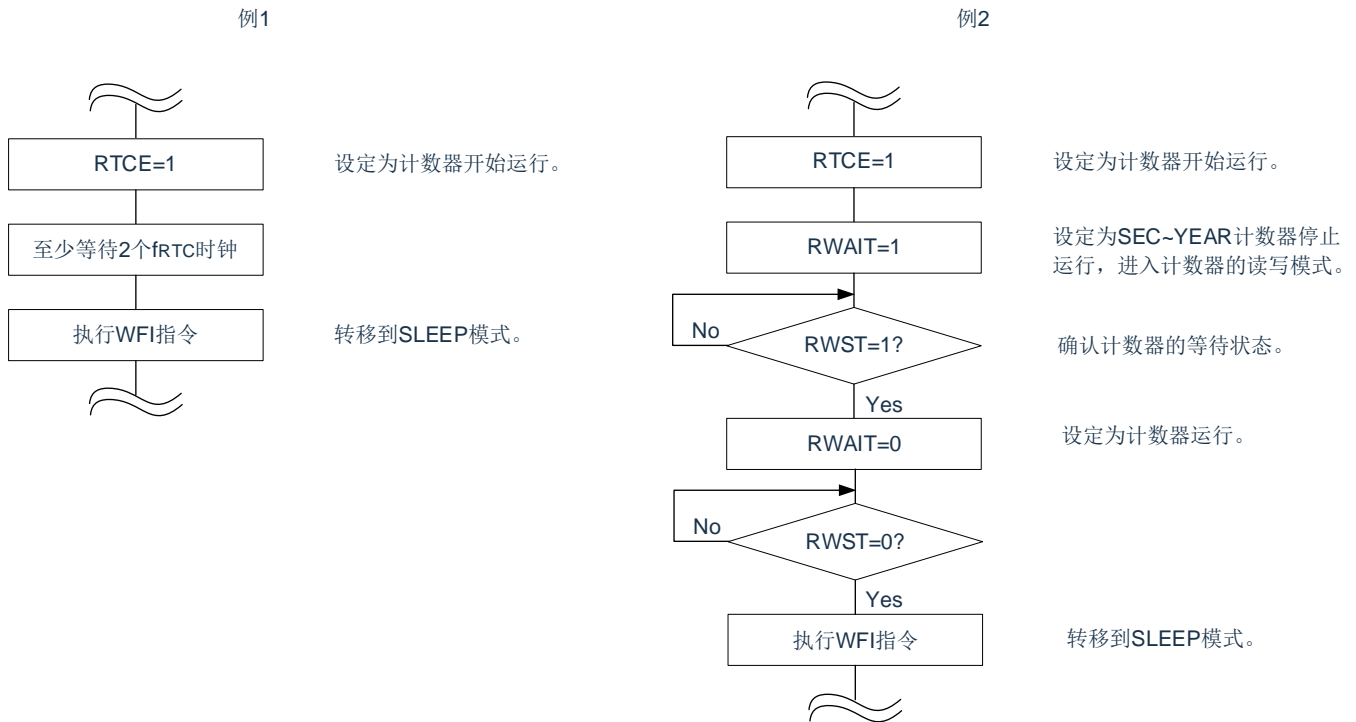 例1
RTCE=1
设定为计数器开始运行。
至少等待2个fRTC时钟
执行WFI指令
转移到SLEEP模式。
例2
RTCE=1
设定为计数器开始运行。
RWAIT=1
设定为SEC~YEAR计数器停止
运行，进入计数器的读写模式。
No
RWST=1?
确认计数器的等待状态。
Yes
RWAIT=0
设定为计数器运行。
No
RWST=0?
Yes
执行WFI指令
转移到SLEEP模式。